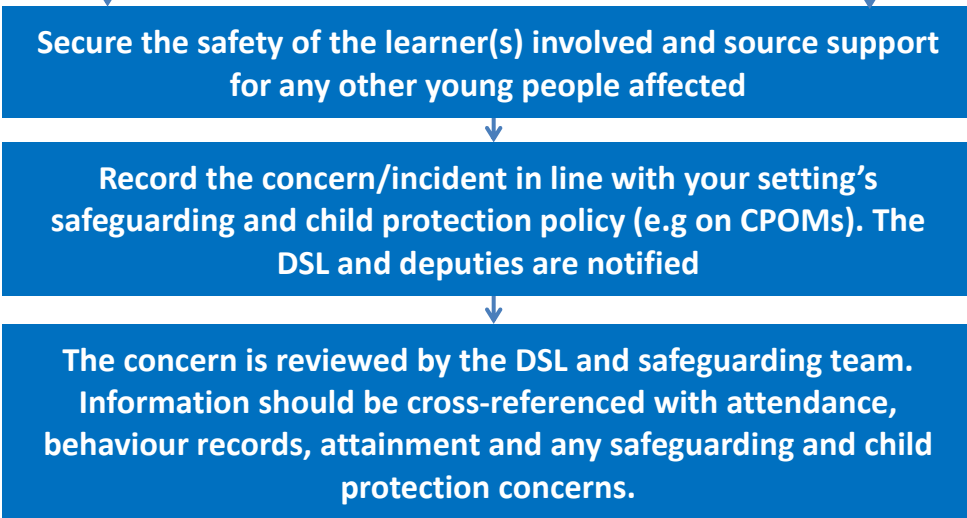 Secure the safety of the learner(s) involved and source support
for any other young people affected
Record the concern/incident in line with your setting’s
safeguarding and child protection policy (e.g on CPOMs). The
DSL and deputies are notified
The concern is reviewed by the DSL and safeguarding team.
Information should be cross-referenced with attendance,
behaviour records, attainment and any safeguarding and child
protection concerns.